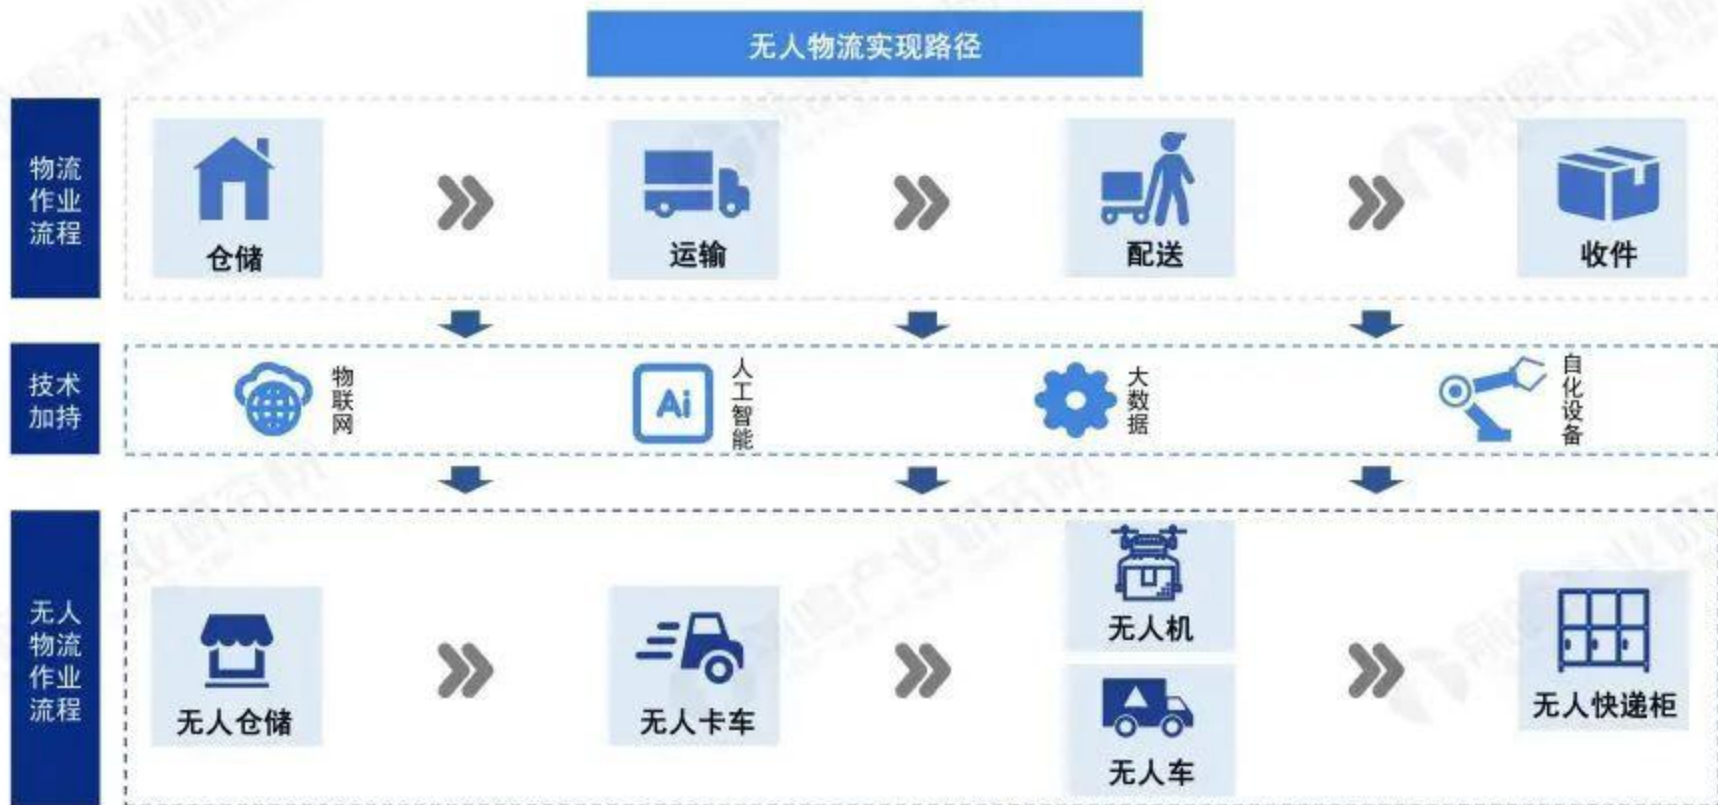 无人物流实现路径
物流
作业
流程
仓储
运输
配送
收件
技术
加持
物联网
Ai
人工智能
大数据
自化设备
无人
物流
作业
流程
无人仓储
无人卡车
无人机
无人车
无人快递柜